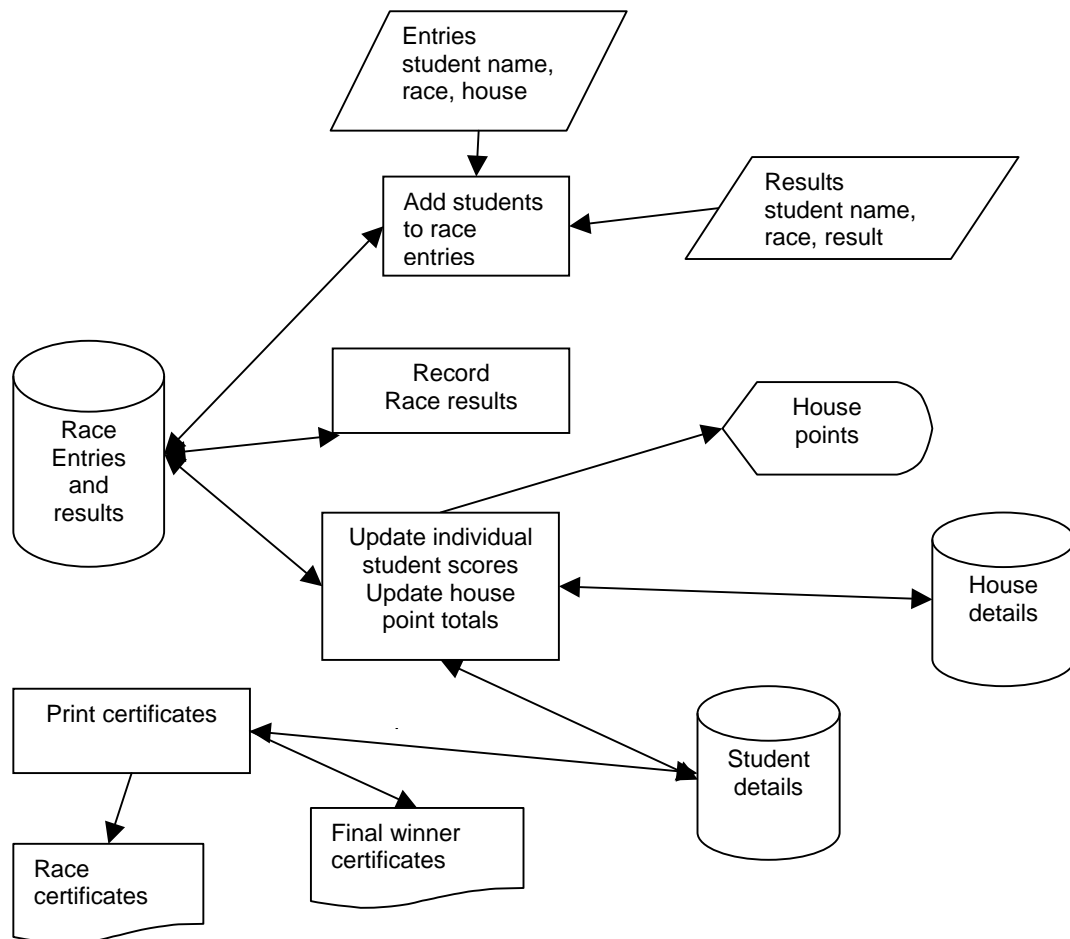 Entries
student name,
race, house
Results
student name,
race, result
Add students
to race
entries
Record
Race results
House
points
Race
Entries
and
results
Update individual
student scores
Update house
point totals
House
details
Print certificates
Student
details
Final winner
certificates
Race
certificates